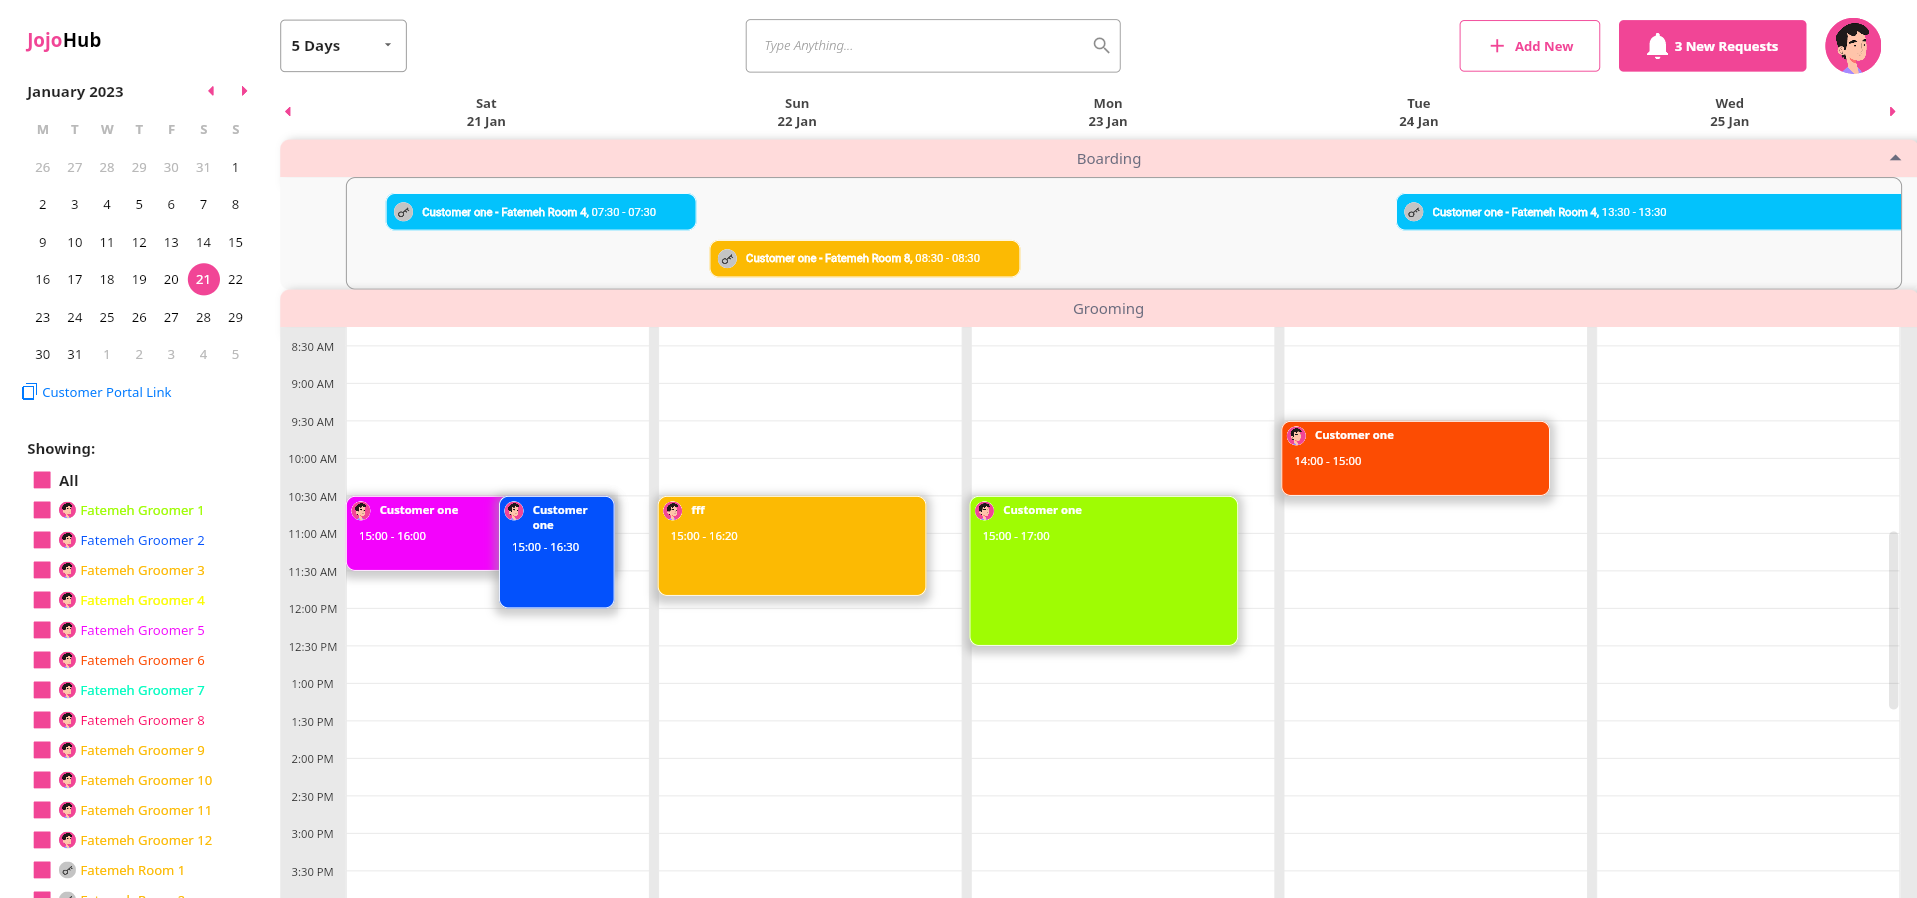 JojoHub
5 Days
Type Anything...
Add New
3 New Requests
January 2023
M T W T F S S
26 27 28 29 30 31 1
2 3 4 5 6 7 8
9 10 11 12 13 14 15
16 17 18 19 20 21 22
23 24 25 26 27 28 29
30 31 1 2 3 4 5
Customer Portal Link
Showing:
All
Fatemeh Groomer 1
Fatemeh Groomer 2
Fatemeh Groomer 3
Fatemeh Groomer 4
Fatemeh Groomer 5
Fatemeh Groomer 6
Fatemeh Groomer 7
Fatemeh Groomer 8
Fatemeh Groomer 9
Fatemeh Groomer 10
Fatemeh Groomer 11
Fatemeh Groomer 12
Fatemeh Room 1
Sat
21 Jan
Sun
22 Jan
Mon
23 Jan
Tue
24 Jan
Wed
25 Jan
Boarding
Customer one - Fatemeh Room 4, 07:30 - 07:30
Customer one - Fatemeh Room 4, 13:30 - 13:30
Customer one - Fatemeh Room 8, 08:30 - 08:30
Grooming
8:30 AM
9:00 AM
9:30 AM
10:00 AM
10:30 AM
11:00 AM
11:30 AM
12:00 PM
12:30 PM
1:00 PM
1:30 PM
2:00 PM
2:30 PM
3:00 PM
3:30 PM
Customer one
15:00 - 16:00
Customer
one
15:00 - 16:30
fff
15:00 - 16:20
Customer one
15:00 - 17:00
Customer one
14:00 - 15:00